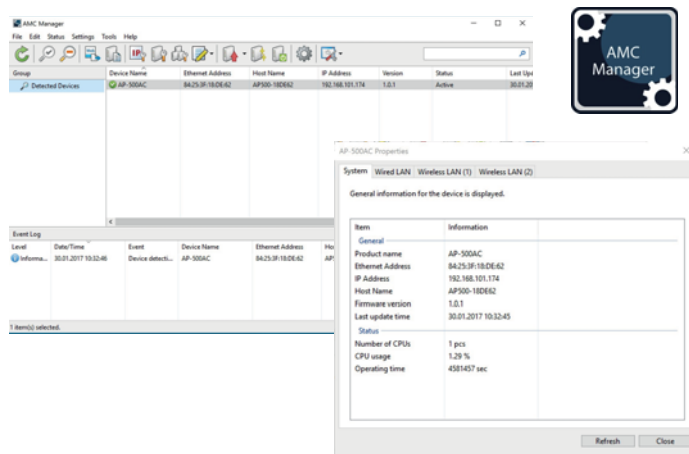 AMC Manager
File Edit Status Settings Tools Help
Group Device Name Ethernet Address Host Name IP Address Version Status Last Upd
Detected Devices AP-500AC 84:25:3F:18:DE:62 AP500-18DE62 192.168.101.174 1.0.1 Active 30.01.20
AMC
Manager
AP-500AC Properties
System Wired LAN Wireless LAN (1) Wireless LAN (2)
General information for the device is displayed.
Item Information
General
Product name AP-500AC
Ethernet Address 84:25:3F:18:DE:62
IP Address 192.168.101.174
Host Name AP500-18DE62
Firmware version 1.0.1
Last update time 30.01.2017 10:32:45
Status
Number of CPUs 1 pcs
CPU usage 1.29 %
Operating time 4581457 sec
Refresh Close
Event Log
Level Date/Time Event Device Name Ethernet Address Ho
Informa... 30.01.2017 10:32:46 Device detecti... AP-500AC 84:25:3F:18:DE:62 AP5
1 item(s) selected.